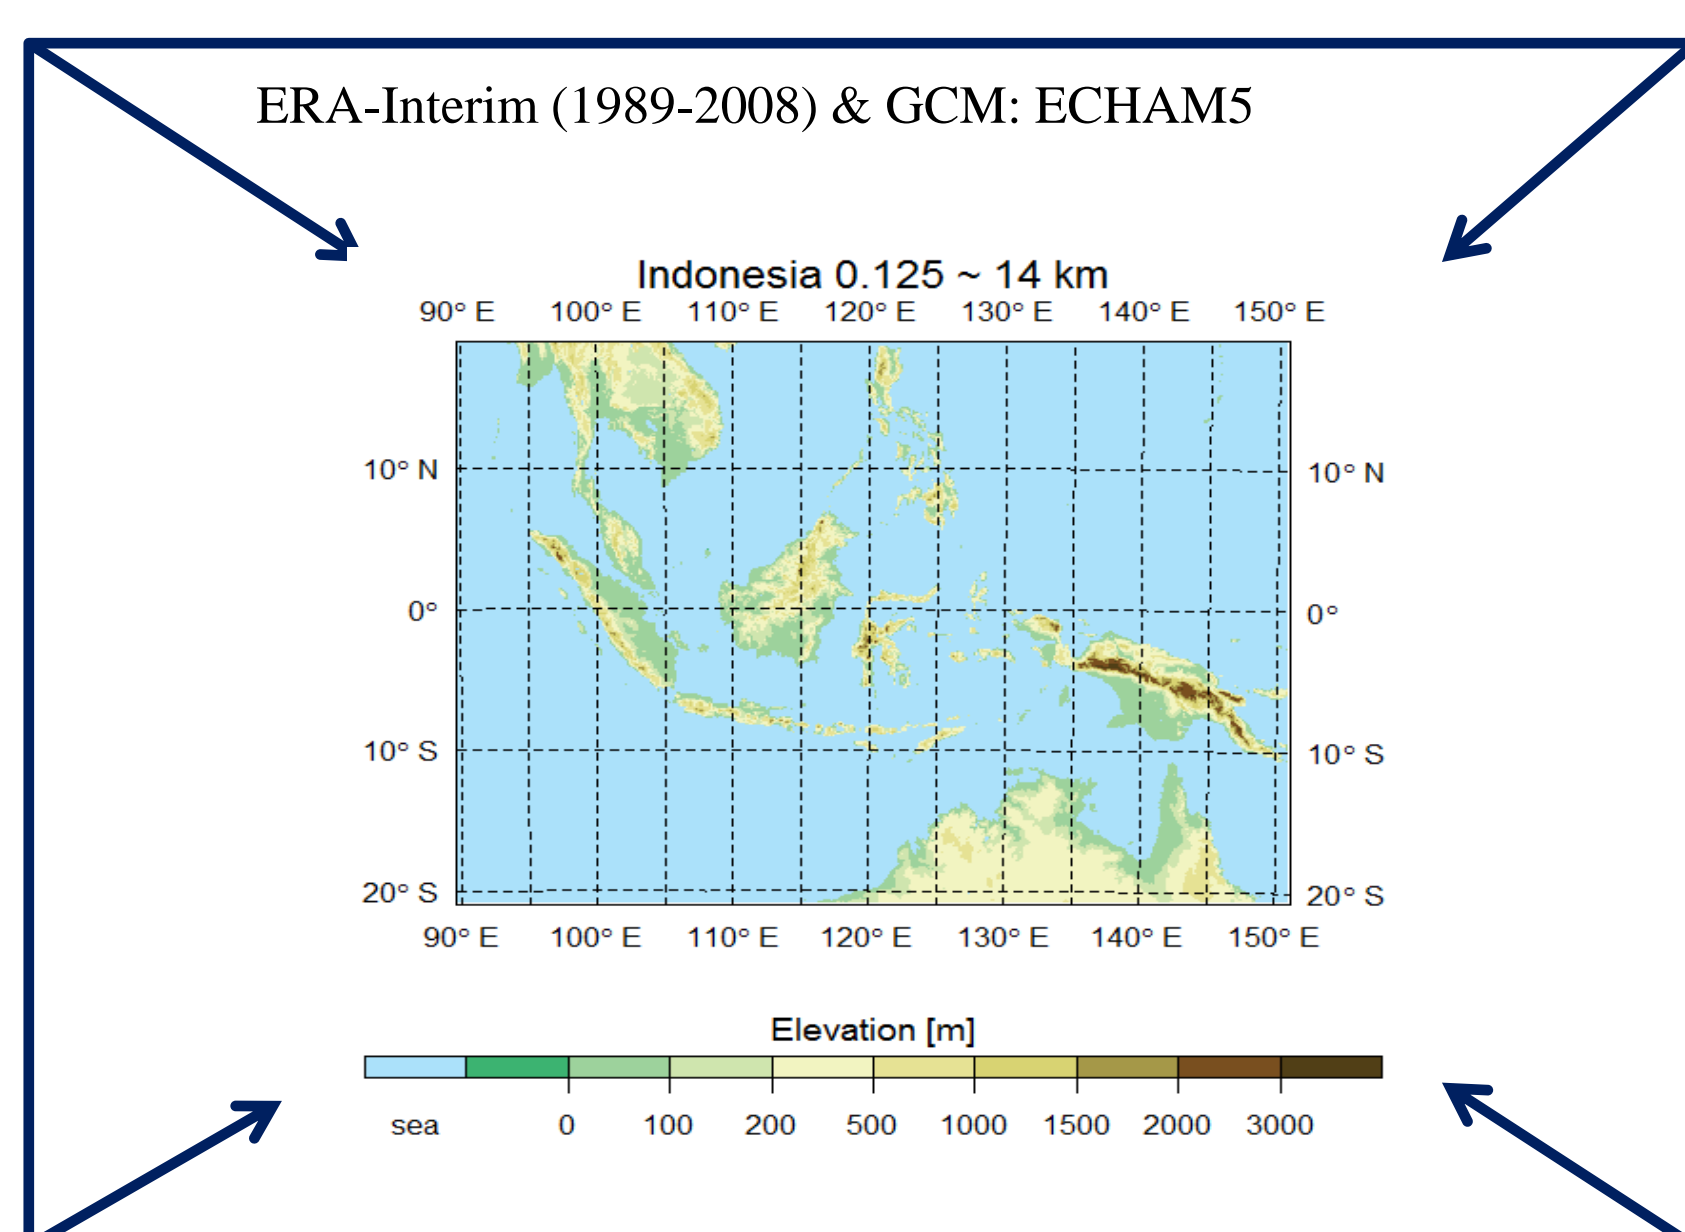 ERA-Interim (1989-2008) & GCM: ECHAM5
Indonesia 0.125 ~ 14 km
90° E 100° E 110° E 120° E 130° E 140° E 150° E
10° N 10° N
0° 0°
10° S 10° S
20° S 20° S
90° E 100° E 110° E 120° E 130° E 140° E 150° E
Elevation [m]
sea 0 100 200 500 1000 1500 2000 3000